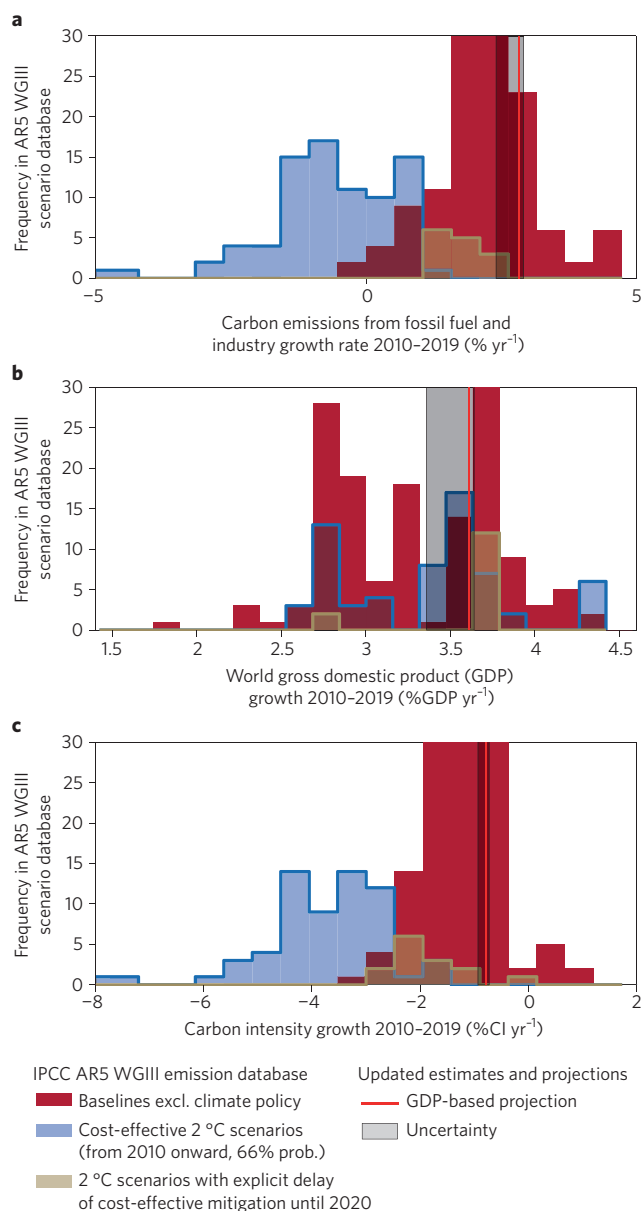 a
30
25
20
15
10
5
0
Frequency in AR5 WGIII
scenario database
−5 0 5
Carbon emissions from fossil fuel and
industry growth rate 2010–2019 (% yr⁻¹)
b
30
25
20
15
10
5
0
Frequency in AR5 WGIII
scenario database
1.5 2 2.5 3 3.5 4 4.5
World gross domestic product (GDP)
growth 2010–2019 (%GDP yr⁻¹)
c
30
25
20
15
10
5
0
Frequency in AR5 WGIII
scenario database
−8 −6 −4 −2 0 2
Carbon intensity growth 2010–2019 (%CI yr⁻¹)
IPCC AR5 WGIII emission database
Baselines excl. climate policy
Cost-effective 2 °C scenarios
(from 2010 onward, 66% prob.)
2 °C scenarios with explicit delay
of cost-effective mitigation until 2020
Updated estimates and projections
GDP-based projection
Uncertainty